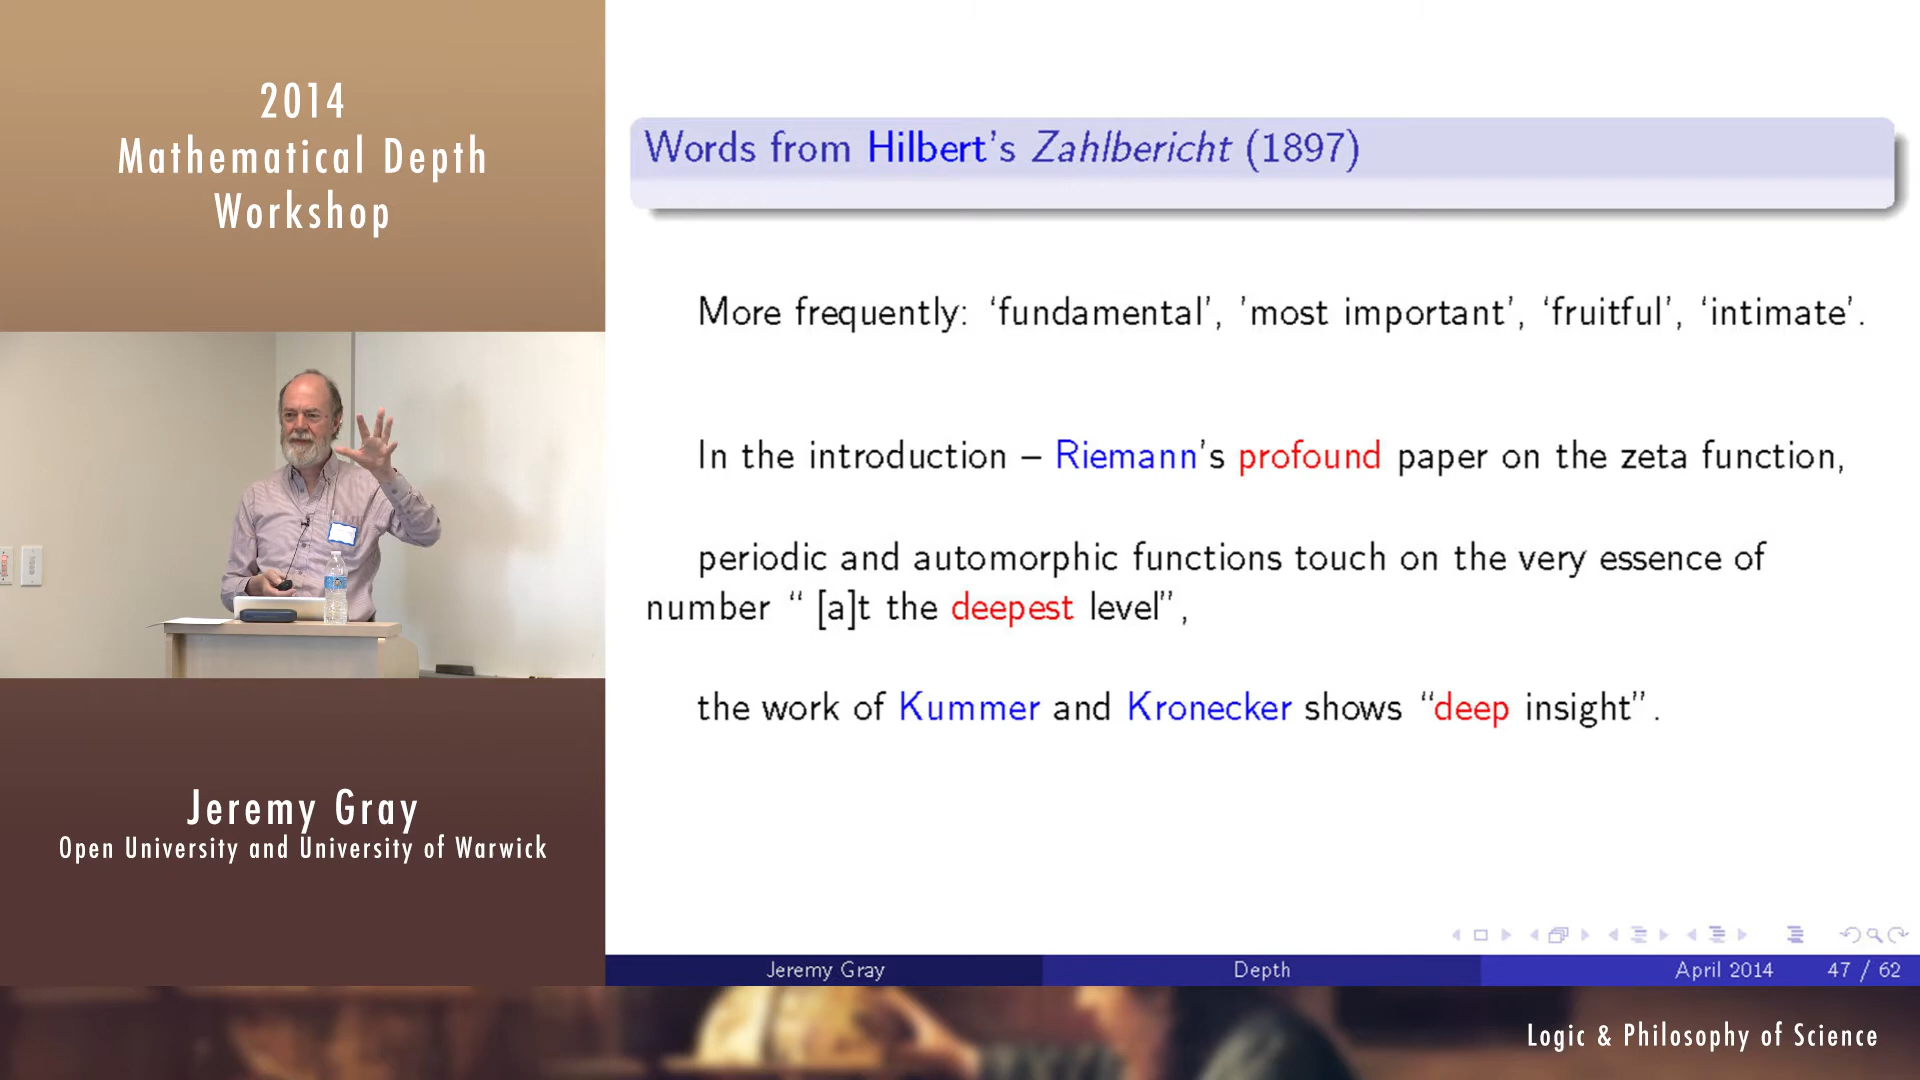 2014
Mathematical Depth
Workshop
Words from Hilbert's Zahlbericht (1897)
More frequently: ‘fundamental’, ’most important’, ‘fruitful’, ‘intimate’.
In the introduction – Riemann's profound paper on the zeta function,
periodic and automorphic functions touch on the very essence of
number “ [a]t the deepest level”,
the work of Kummer and Kronecker shows “deep insight”.
Jeremy Gray
Open University and University of Warwick
Jeremy Gray Depth April 2014 47 / 62
Logic & Philosophy of Science